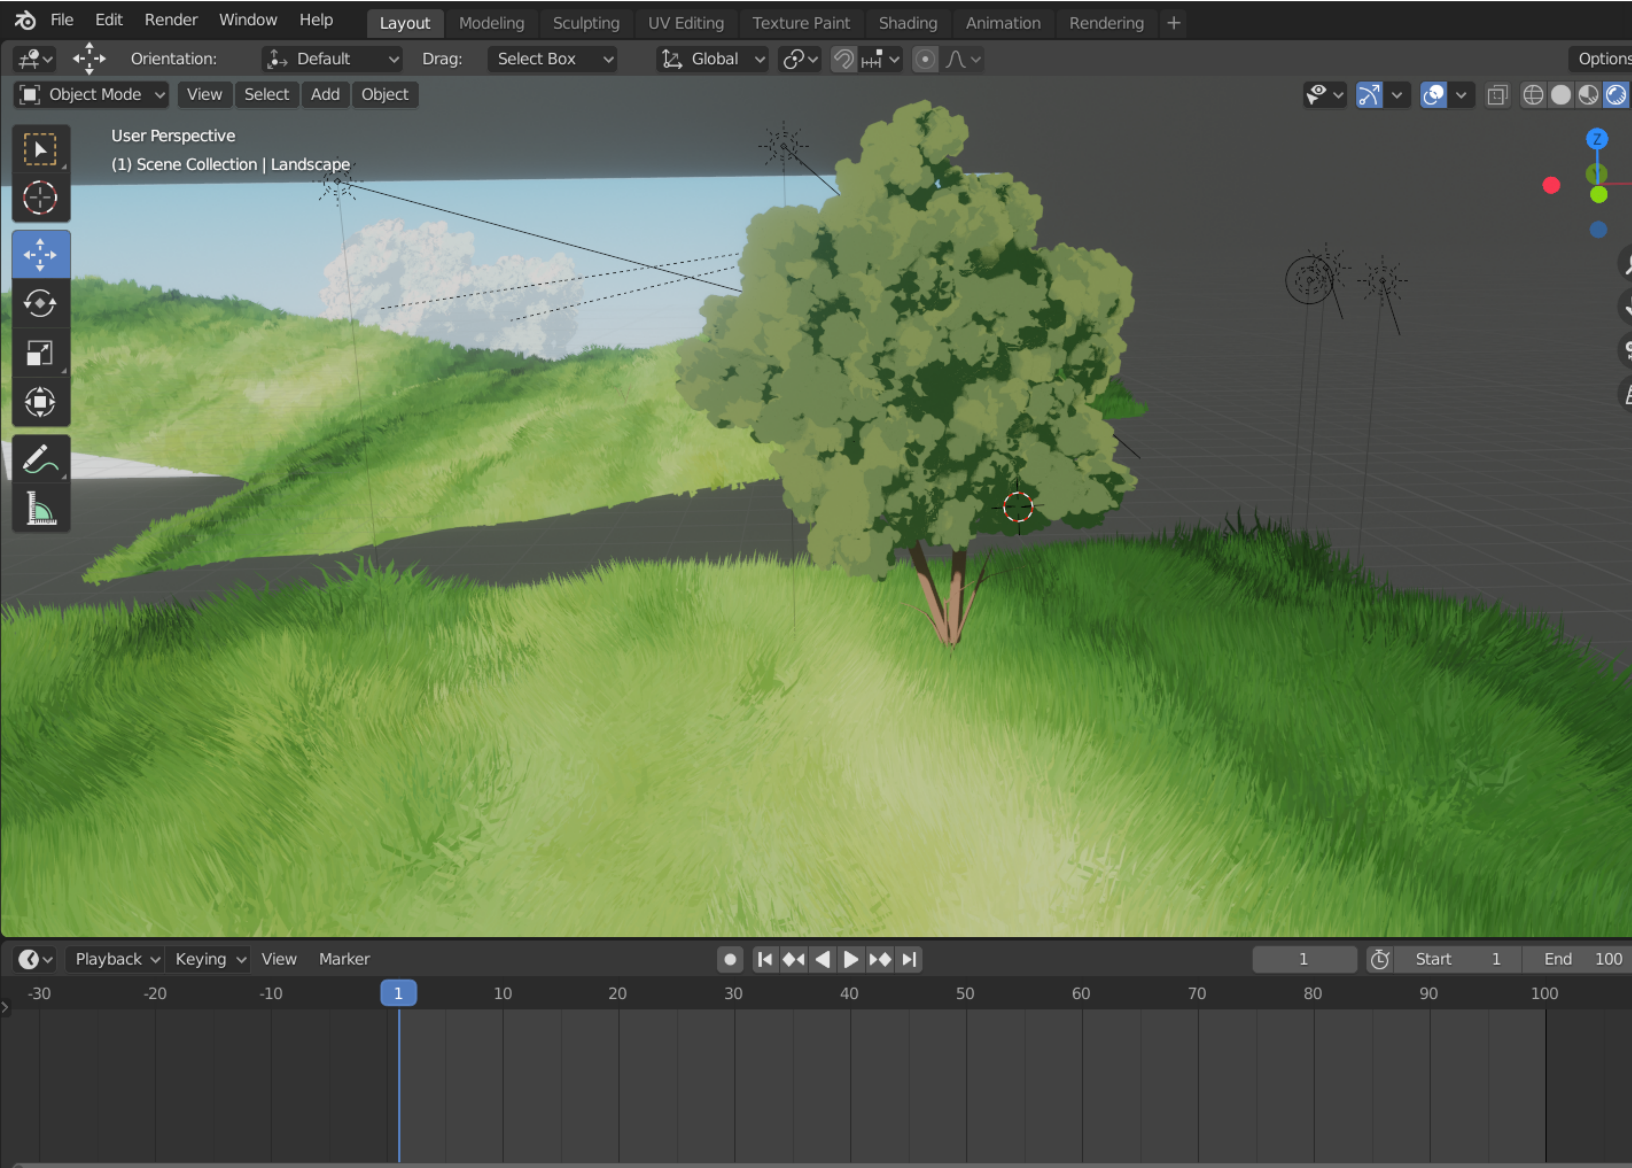 File Edit Render Window Help Layout Modeling Sculpting UV Editing Texture Paint Shading Animation Rendering +
Orientation: Default Drag: Select Box Global Options
Object Mode View Select Add Object
User Perspective
(1) Scene Collection | Landscape
Z
Playback Keying View Marker 1 Start 1 End 100
-30 -20 -10 1 10 20 30 40 50 60 70 80 90 100